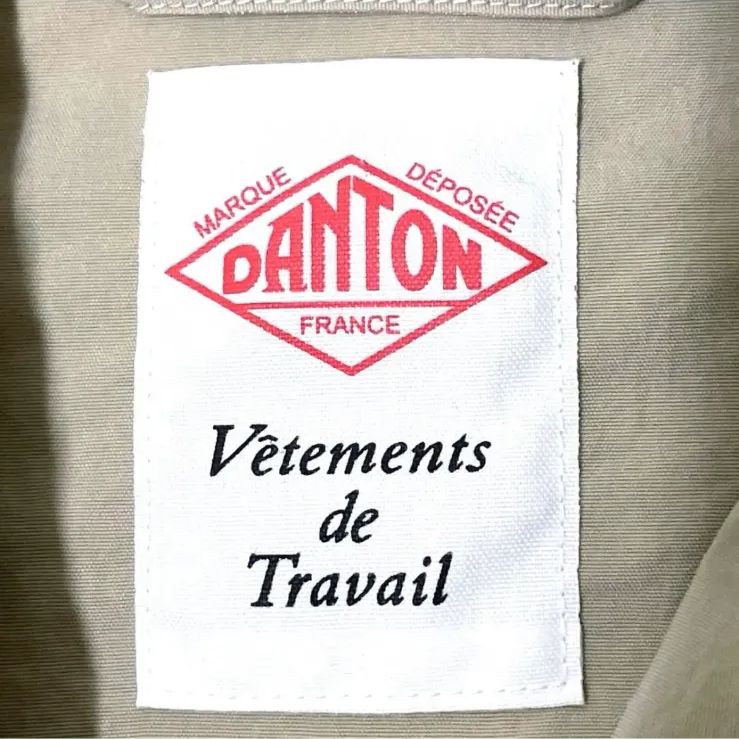 MARQUE DÉPOSÉE
DANTON
FRANCE
Vêtements
de
Travail